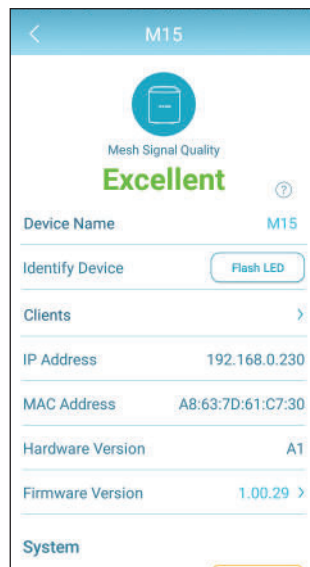 M15
Mesh Signal Quality
Excellent
?
Device Name M15
Identify Device Flash LED
Clients >
IP Address 192.168.0.230
MAC Address A8:63:7D:61:C7:30
Hardware Version A1
Firmware Version 1.00.29 >
System